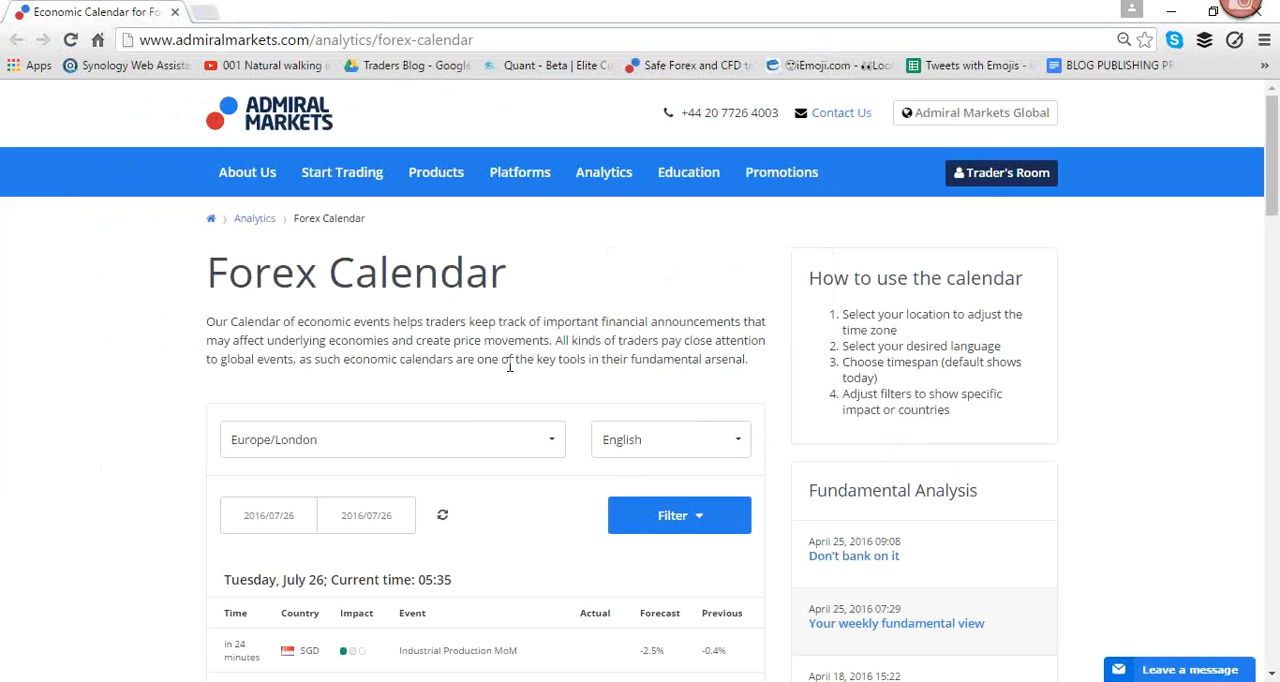 Economic Calendar for Fo
www.admiralmarkets.com/analytics/forex-calendar
Apps Synology Web Assista 001 Natural walking Traders Blog - Google Quant - Beta | Elite Safe Forex and CFD iEmoji.com - Loo Tweets with Emojis - BLOG PUBLISHING PR »
ADMIRAL
MARKETS
+44 20 7726 4003 Contact Us Admiral Markets Global
About Us Start Trading Products Platforms Analytics Education Promotions Trader's Room
Analytics Forex Calendar
Forex Calendar
Our Calendar of economic events helps traders keep track of important financial announcements that
may affect underlying economies and create price movements. All kinds of traders pay close attention
to global events, as such economic calendars are one of the key tools in their fundamental arsenal.
Europe/London English
2016/07/26 2016/07/26 Filter
Tuesday, July 26; Current time: 05:35
Time Country Impact Event Actual Forecast Previous
in 24
minutes
SGD Industrial Production MoM -2.5% -0.4%
How to use the calendar
1. Select your location to adjust the
time zone
2. Select your desired language
3. Choose timespan (default shows
today)
4. Adjust filters to show specific
impact or countries
Fundamental Analysis
April 25, 2016 09:08
Don't bank on it
April 25, 2016 07:29
Your weekly fundamental view
April 18, 2016 15:22
Leave a message